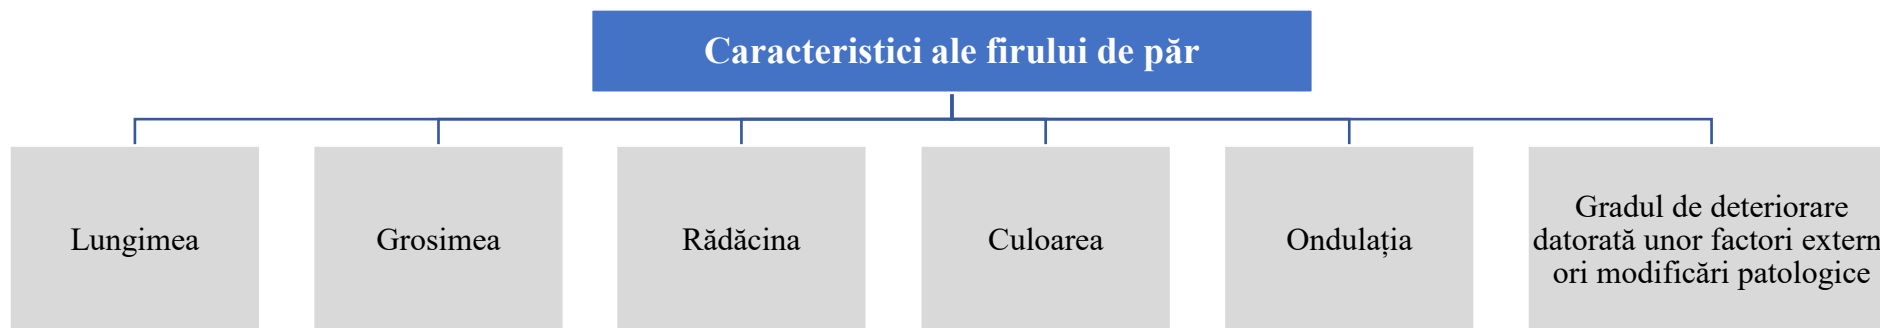 Caracteristici ale firului de păr
Lungimea
Grosimea
Rădăcina
Culoarea
Ondulația
Gradul de deteriorare
datorată unor factori extern
ori modificări patologice